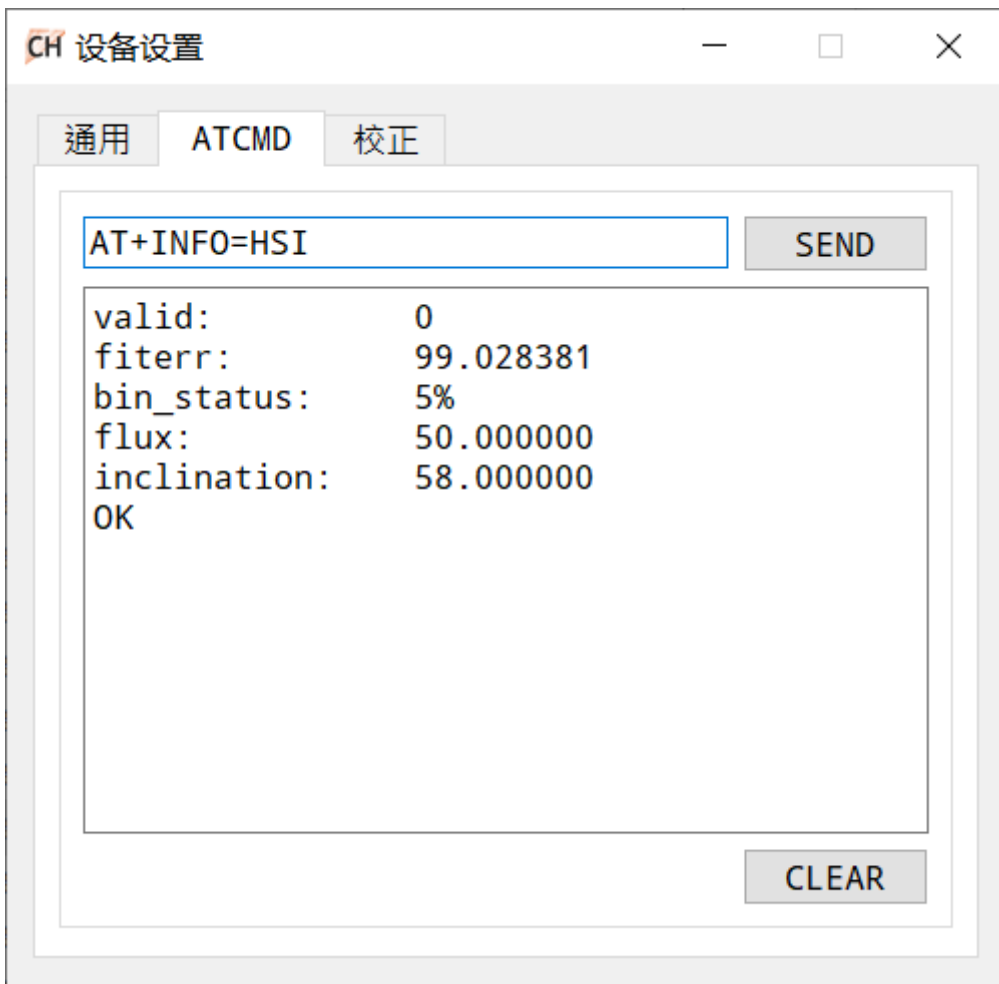 CH 设备设置
通用 ATCMD 校正
AT+INFO=HSI SEND
valid: 0
fiterr: 99.028381
bin_status: 5%
flux: 50.000000
inclination: 58.000000
OK
CLEAR